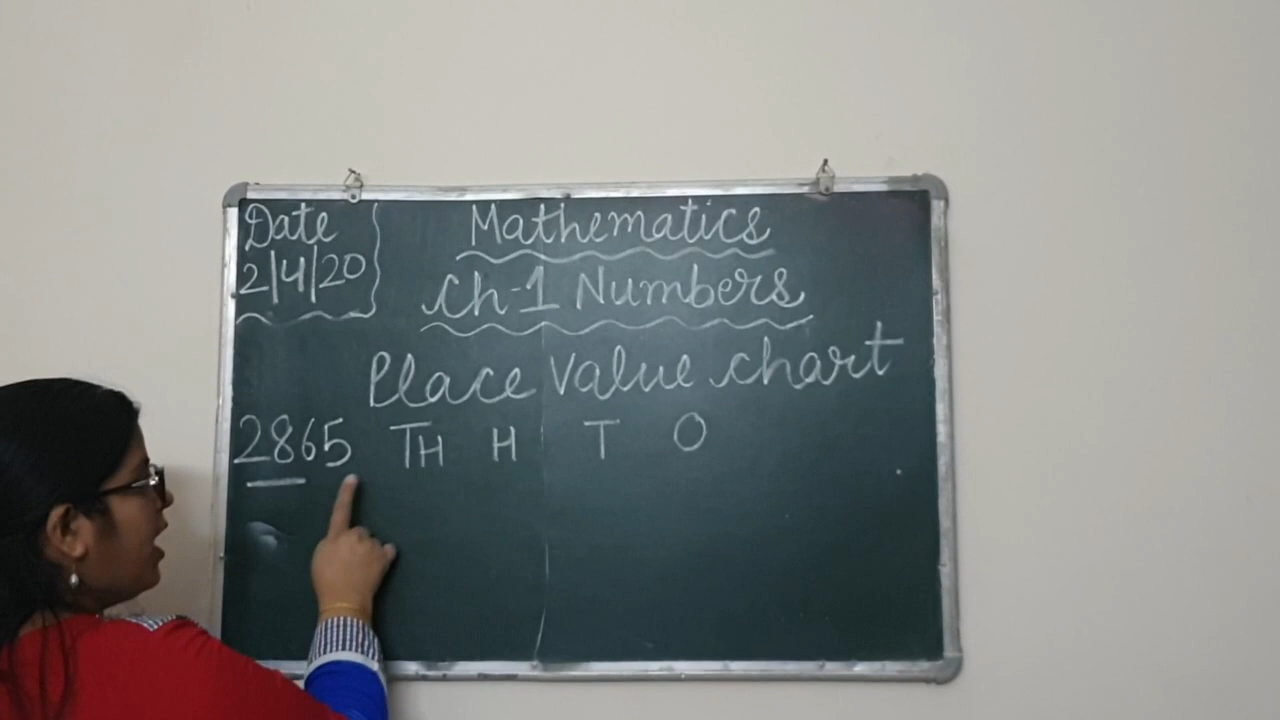 Date
2/4/20
Mathematics
Ch-1 Numbers
Place Value chart
2865 TH H T O